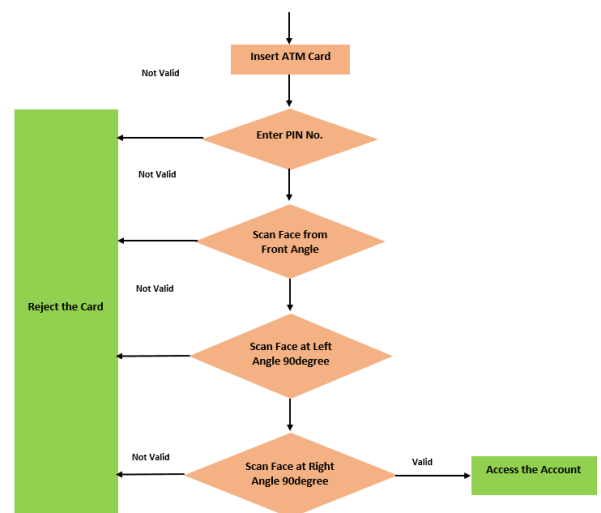 Insert ATM Card
Not Valid
Enter PIN No.
Not Valid
Scan Face from
Front Angle
Not Valid
Reject the Card
Scan Face at Left
Angle 90degree
Not Valid
Scan Face at Right
Angle 90degree
Valid
Access the Account